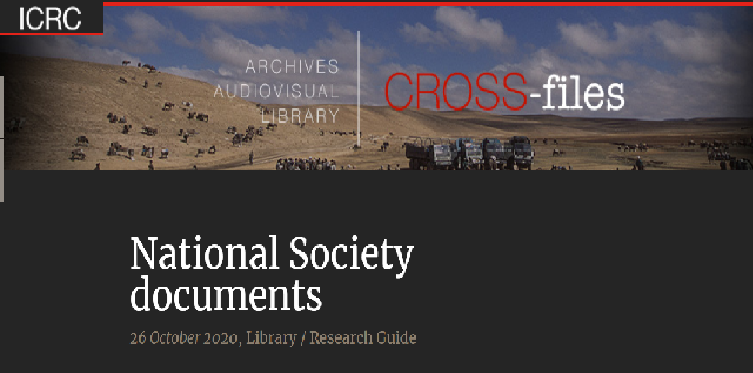 ICRC
ARCHIVES
AUDIOVISUAL
LIBRARY
CROSS-files
National Society
documents
26 October 2020, Library / Research Guide